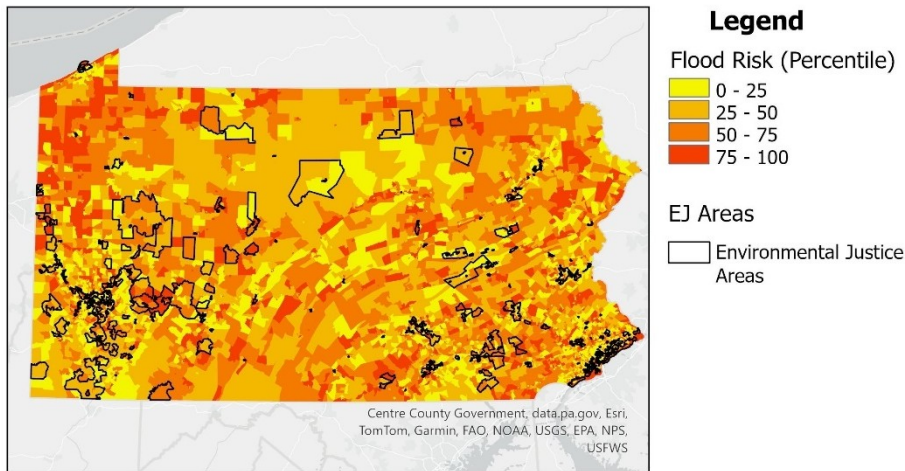 Legend
Flood Risk (Percentile)
0 - 25
25 - 50
50 - 75
75 - 100
EJ Areas
Environmental Justice
Areas
Centre County Government, data.pa.gov, Esri,
TomTom, Garmin, FAO, NOAA, USGS, EPA, NPS,
USFWS